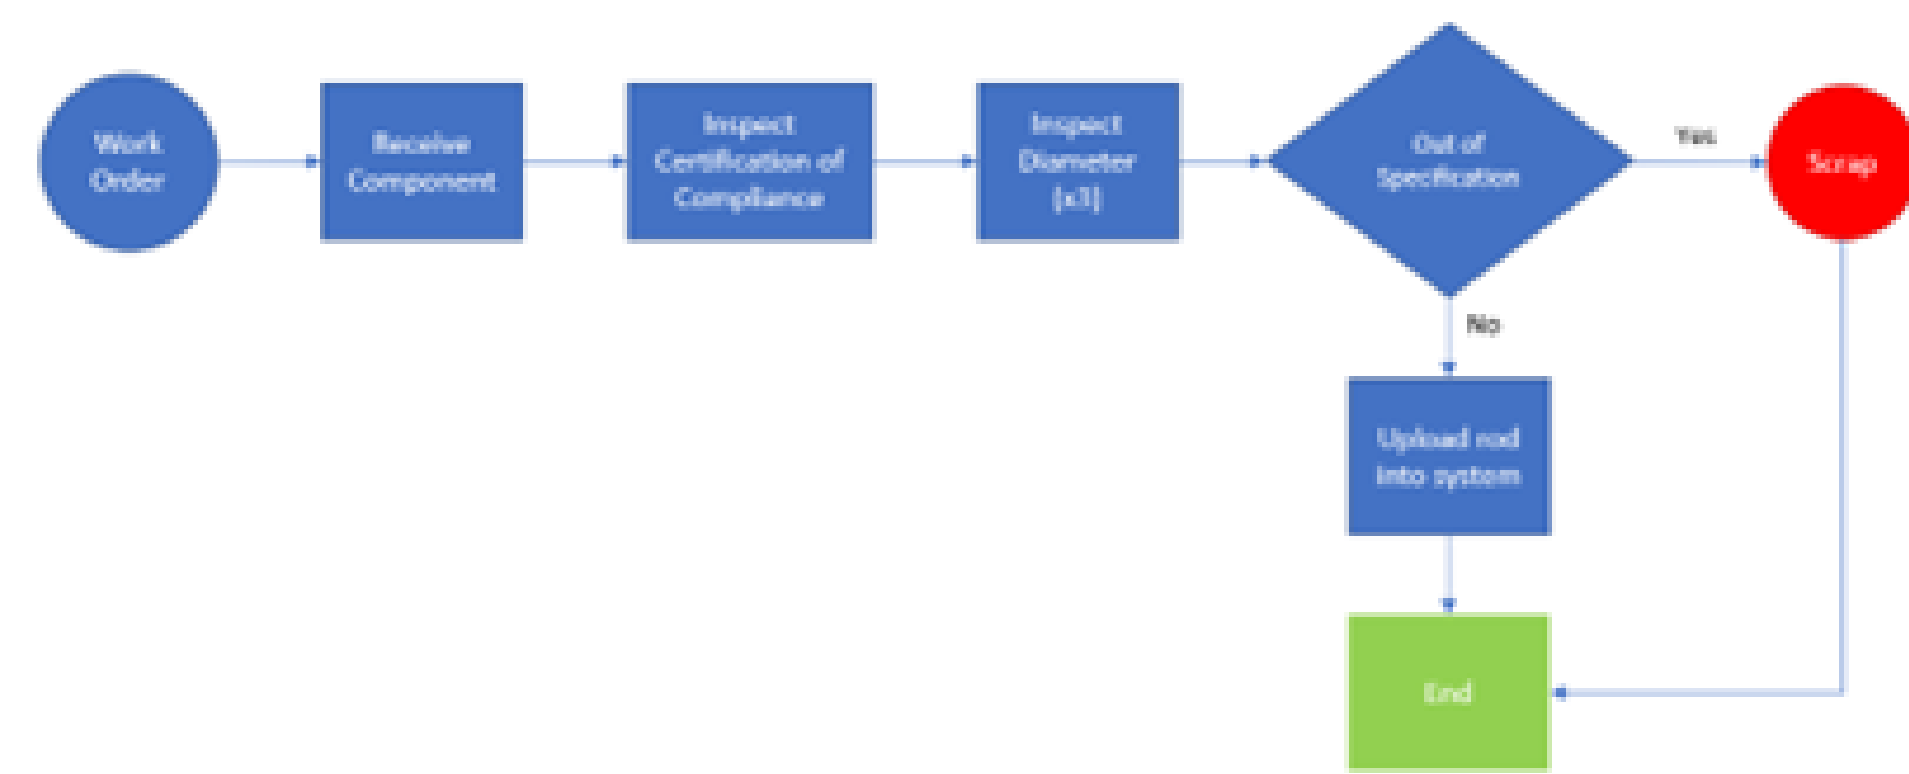 Work
Order
Receive
Component
Inspect
Certification of
Compliance
Inspect
Diameter
(x3)
Out of
Specification
Yes
Scrap
No
Upload rod
into system
End